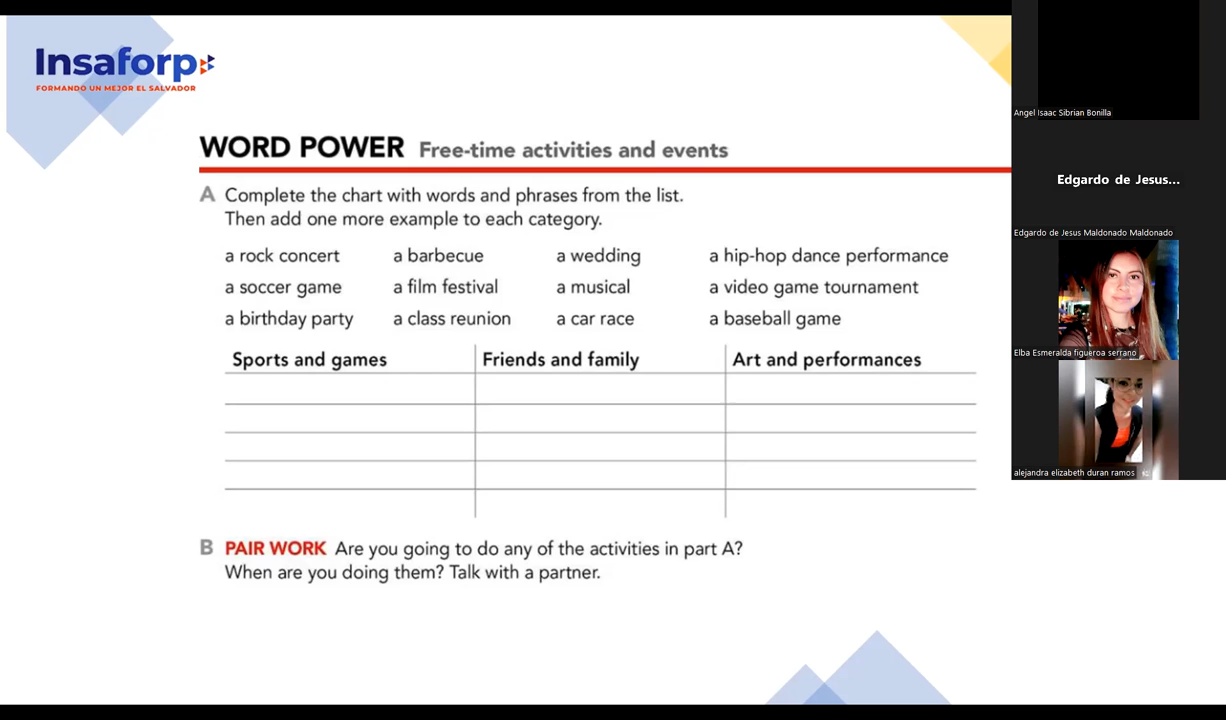 Insaforp
FORMANDO UN MEJOR EL SALVADOR
WORD POWER Free-time activities and events
A Complete the chart with words and phrases from the list.
Then add one more example to each category.
a rock concert a barbecue a wedding a hip-hop dance performance
a soccer game a film festival a musical a video game tournament
a birthday party a class reunion a car race a baseball game
Sports and games Friends and family Art and performances
B PAIR WORK Are you going to do any of the activities in part A?
When are you doing them? Talk with a partner.
Angel Isaac Sibrian Bonilla
Edgardo de Jesus...
Edgardo de Jesus Maldonado Maldonado
Elba Esmeralda figueroa serrano
alejandra elizabeth duran ramos